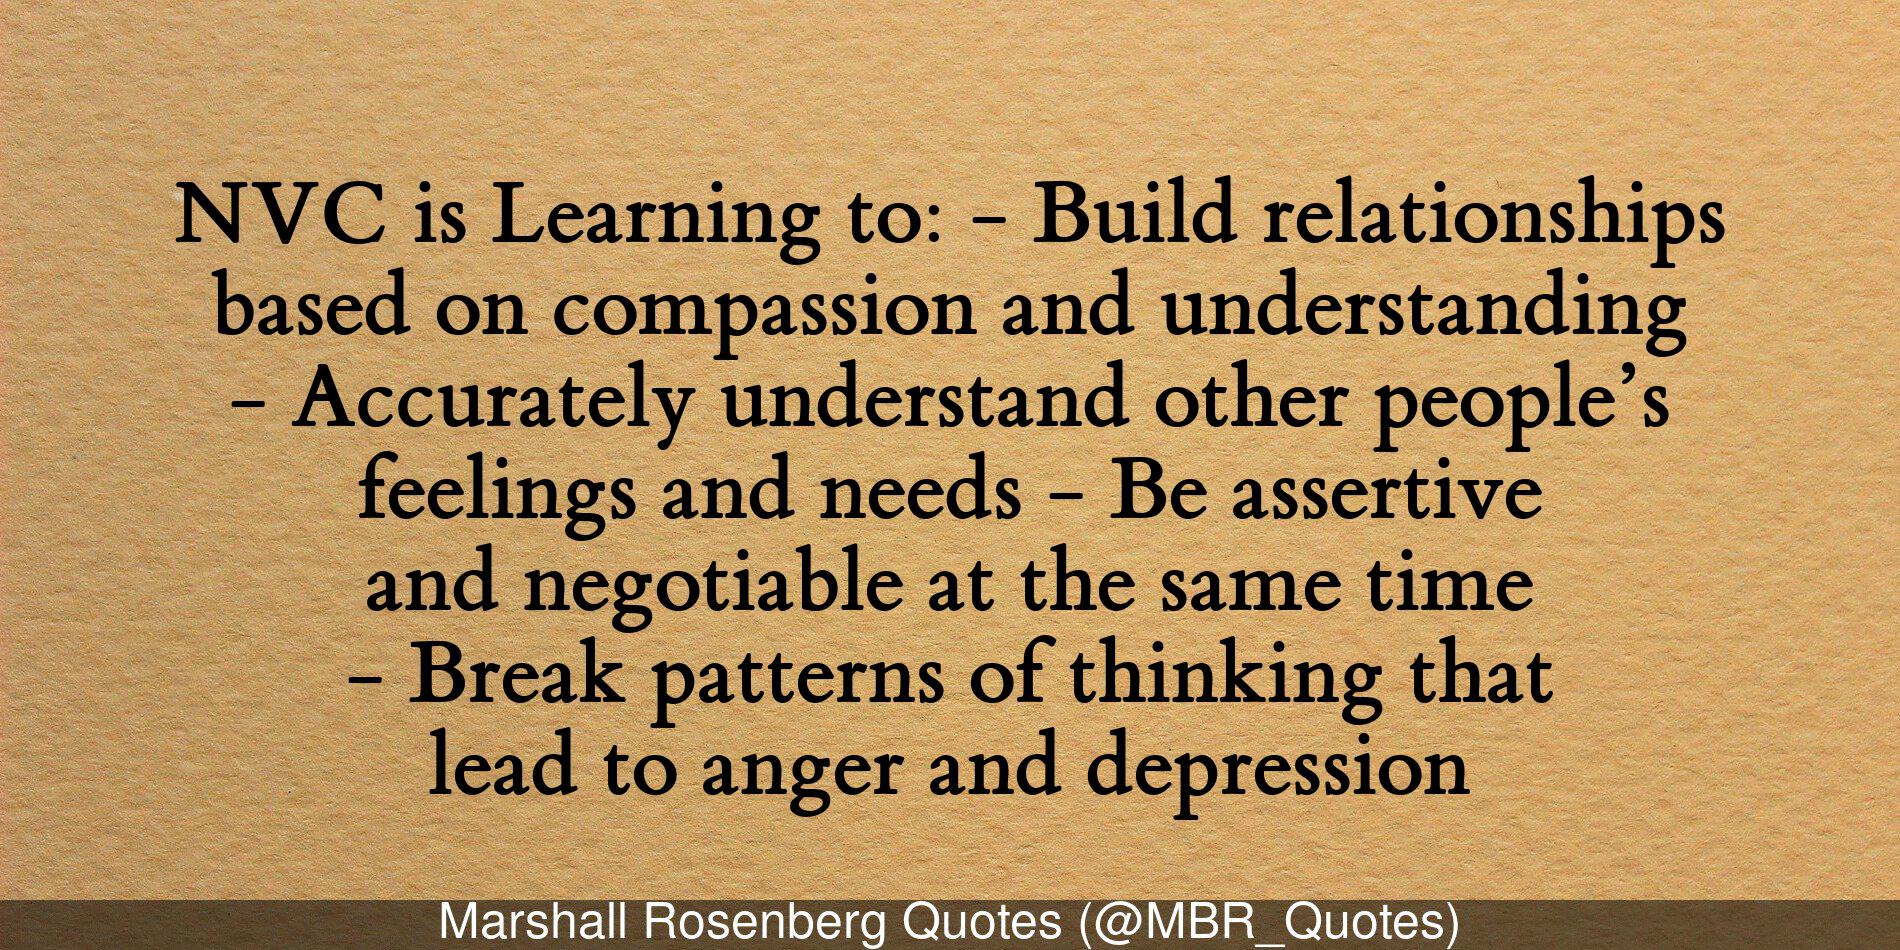 NVC is Learning to: – Build relationships
based on compassion and understanding
– Accurately understand other people’s
feelings and needs – Be assertive
and negotiable at the same time
– Break patterns of thinking that
lead to anger and depression
Marshall Rosenberg Quotes (@MBR_Quotes)